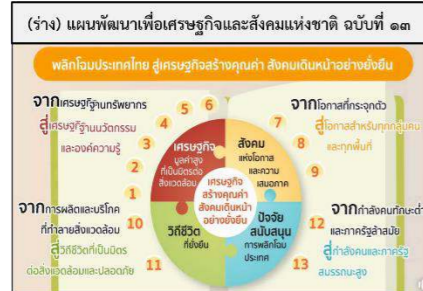 (ร่าง) แผนพัฒนาเพื่อเศรษฐกิจและสังคมแห่งชาติ ฉบับที่ ๑๓
พลิกโฉมประเทศไทย สู่เศรษฐกิจสร้างคุณค่า สังคมเดินหน้าอย่างยั่งยืน
จากเศรษฐกิจฐานทรัพยากร
สู่เศรษฐกิจฐานนวัตกรรม
และองค์ความรู้
1
2
3
4
5
6
เศรษฐกิจ
มูลค่าสูง
ที่เป็นมิตรต่อ
สิ่งแวดล้อม
จากโอกาสที่กระจุกตัว
สู่โอกาสสำหรับทุกกลุ่มคน
และทุกพื้นที่
7
8
9
สังคม
แห่งโอกาส
และความ
เสมอภาค
เศรษฐกิจ
สร้างคุณค่า
สังคมเดินหน้า
อย่างยั่งยืน
จากการผลิตและบริโภค
ที่ทำลายสิ่งแวดล้อม
สู่วิถีชีวิตที่เป็นมิตร
ต่อสิ่งแวดล้อมและปลอดภัย
10
11
วิถีชีวิต
ที่ยั่งยืน
ปัจจัย
สนับสนุน
การพลิกโฉม
ประเทศ
12
13
จากกำลังคนทักษะต่ำ
และภาครัฐล้าสมัย
สู่กำลังคนและภาครัฐ
สมรรถนะสูง